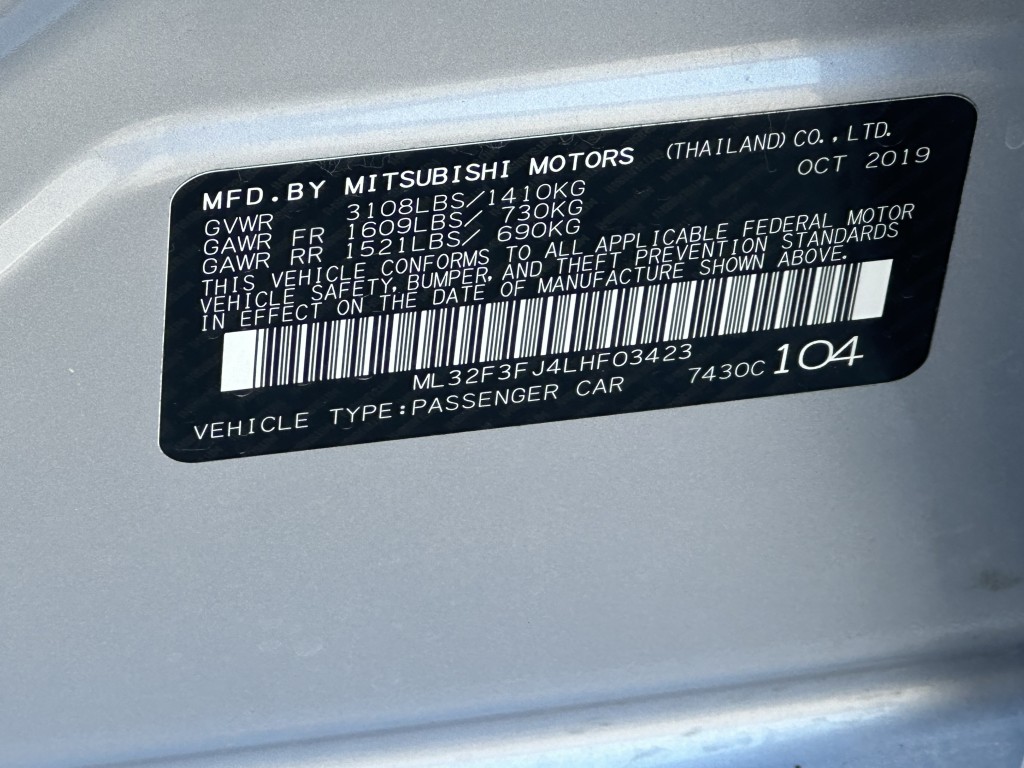 MFD.BY MITSUBISHI MOTORS (THAILAND) CO., LTD.
GVWR 3108LBS/1410KG OCT 2019
GAWR FR 1609LBS/ 730KG
GAWR RR 1521LBS/ 690KG
THIS VEHICLE CONFORMS TO ALL APPLICABLE FEDERAL MOTOR
VEHICLE SAFETY, BUMPER, AND THEFT PREVENTION STANDARDS
IN EFFECT ON THE DATE OF MANUFACTURE SHOWN ABOVE.
ML32F3FJ4LHF03423
VEHICLE TYPE:PASSENGER CAR 7430C 104